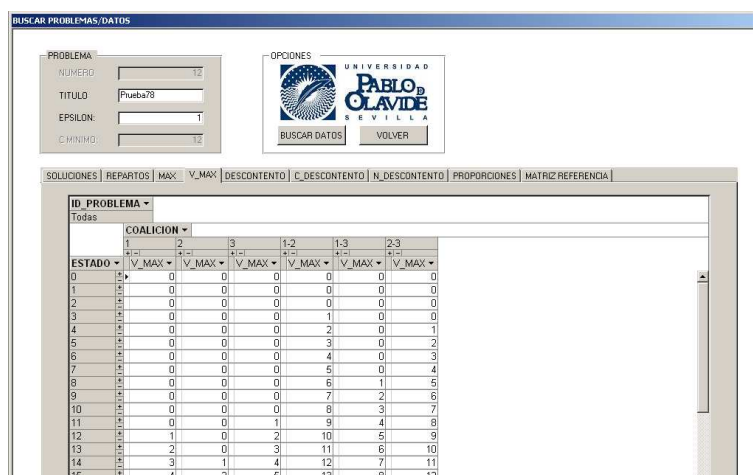 BUSCAR PROBLEMAS/DATOS
PROBLEMA
NUMERO 12
TITULO Prueba78
EPSILON: 1
C MINIMO: 12
OPCIONES
UNIVERSIDAD
PABLO DE
OLAVIDE
SEVILLA
BUSCAR DATOS VOLVER
SOLUCIONES REPARTOS MAX V_MAX DESCONTENTO C_DESCONTENTO N_DESCONTENTO PROPORCIONES MATRIZ REFERENCIA
ID_PROBLEMA
Todas
COALICION
1 2 3 1-2 1-3 2-3
ESTADO V_MAX V_MAX V_MAX V_MAX V_MAX V_MAX
0 0 0 0 0 0 0
1 0 0 0 0 0 0
2 0 0 0 0 0 0
3 0 0 0 1 0 0
4 0 0 0 2 0 1
5 0 0 0 3 0 2
6 0 0 0 4 0 3
7 0 0 0 5 0 4
8 0 0 0 6 1 5
9 0 0 0 7 2 6
10 0 0 0 8 3 7
11 0 0 1 9 4 8
12 1 0 2 10 5 9
13 2 0 3 11 6 10
14 3 1 4 12 7 11